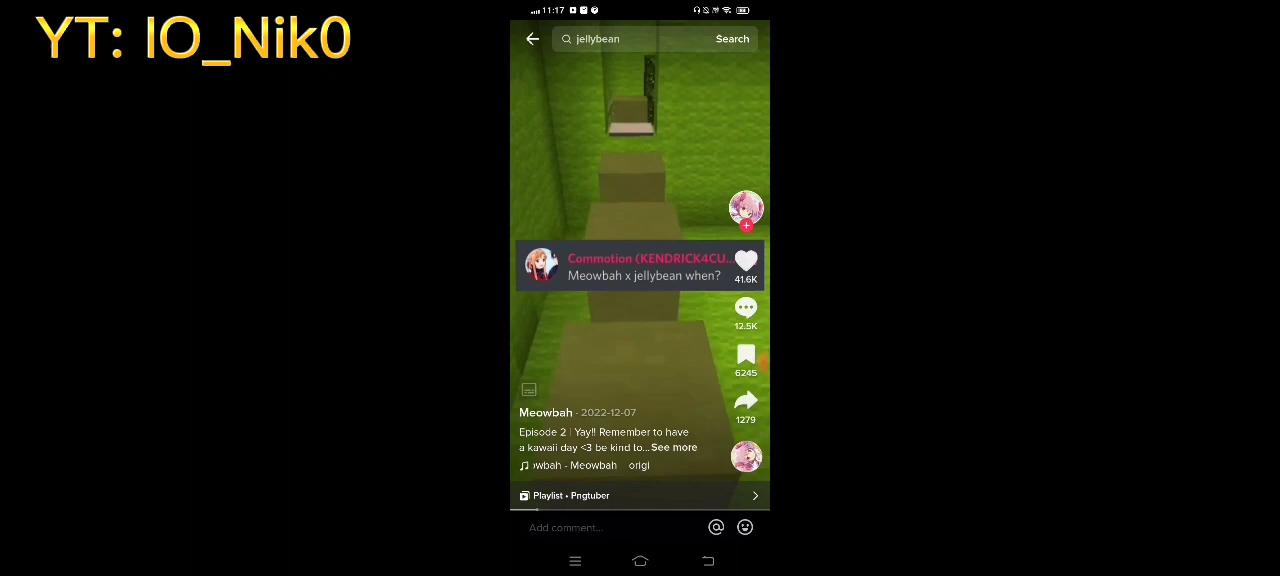 YT: IO_Nik0
11:17
jellybean
Search
Commotion (KENDRICK4CU...
Meowbah x jellybean when?
41.6K
12.5K
6245
1279
Meowbah · 2022-12-07
Episode 2 | Yay!! Remember to have
a kawaii day <3 be kind to... See more
owbah - Meowbah origi
Playlist • Pngtuber
Add comment...